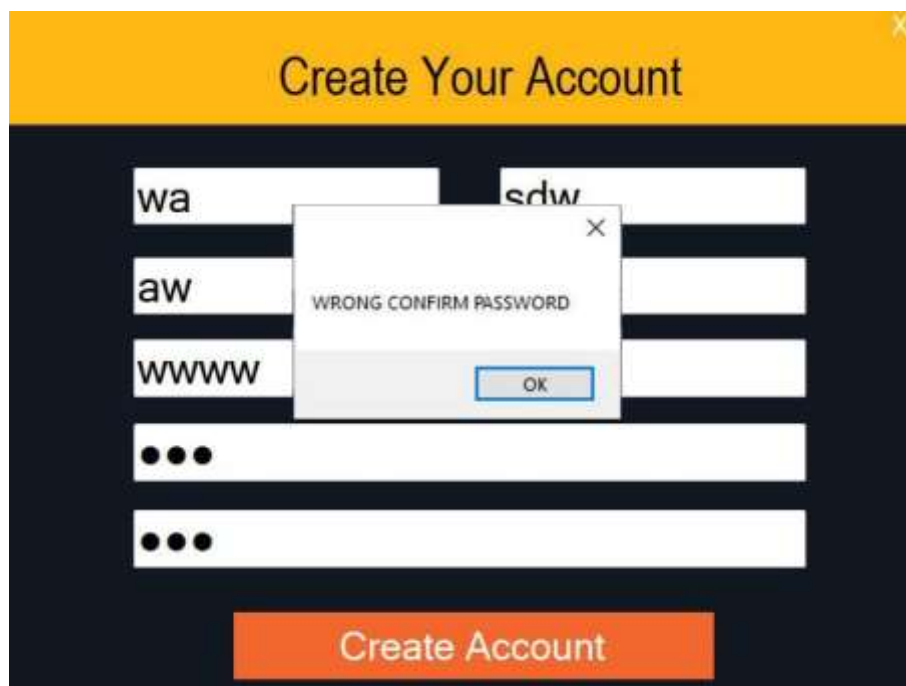 X
Create Your Account
wa
sdw
aw
WRONG CONFIRM PASSWORD
wwww
OK
●●●
●●●
Create Account